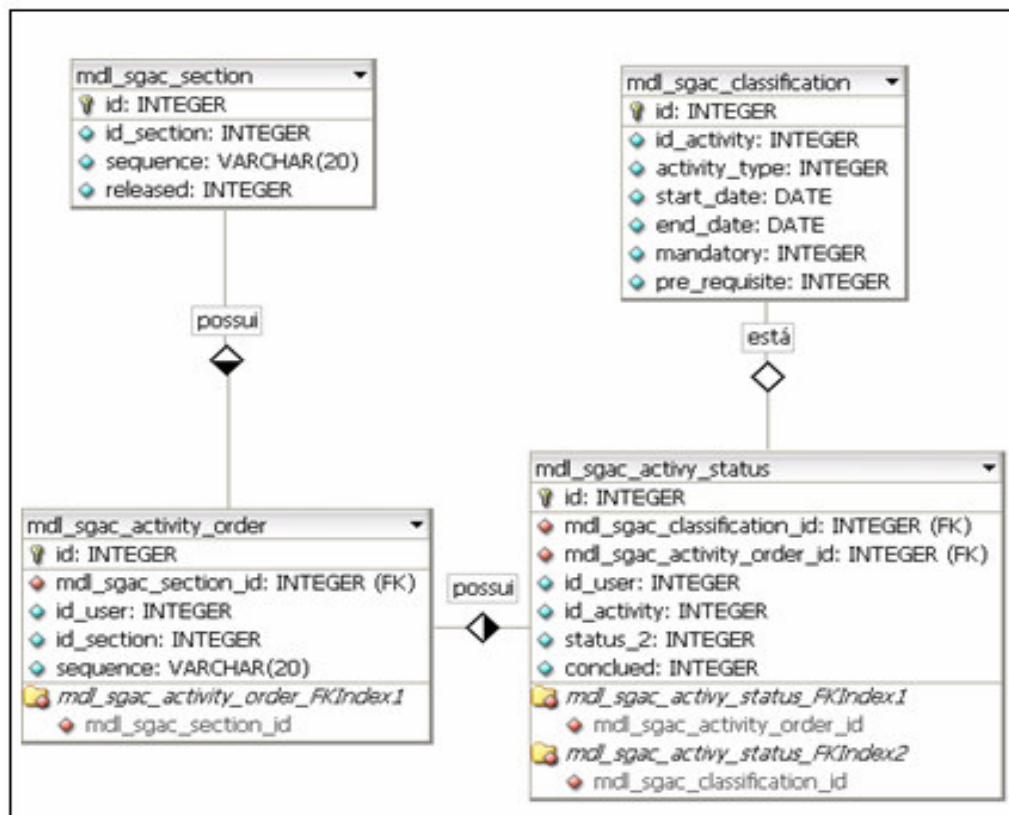 mdl_sgac_section
id: INTEGER
id_section: INTEGER
sequence: VARCHAR(20)
released: INTEGER
possui
mdl_sgac_classification
id: INTEGER
id_activity: INTEGER
activity_type: INTEGER
start_date: DATE
end_date: DATE
mandatory: INTEGER
pre_requisite: INTEGER
está
mdl_sgac_activity_order
id: INTEGER
mdl_sgac_section_id: INTEGER (FK)
id_user: INTEGER
id_section: INTEGER
sequence: VARCHAR(20)
mdl_sgac_activity_order_FKIndex1
mdl_sgac_section_id
possui
mdl_sgac_activy_status
id: INTEGER
mdl_sgac_classification_id: INTEGER (FK)
mdl_sgac_activity_order_id: INTEGER (FK)
id_user: INTEGER
id_activity: INTEGER
status_2: INTEGER
conclued: INTEGER
mdl_sgac_activy_status_FKIndex1
mdl_sgac_activity_order_id
mdl_sgac_activy_status_FKIndex2
mdl_sgac_classification_id